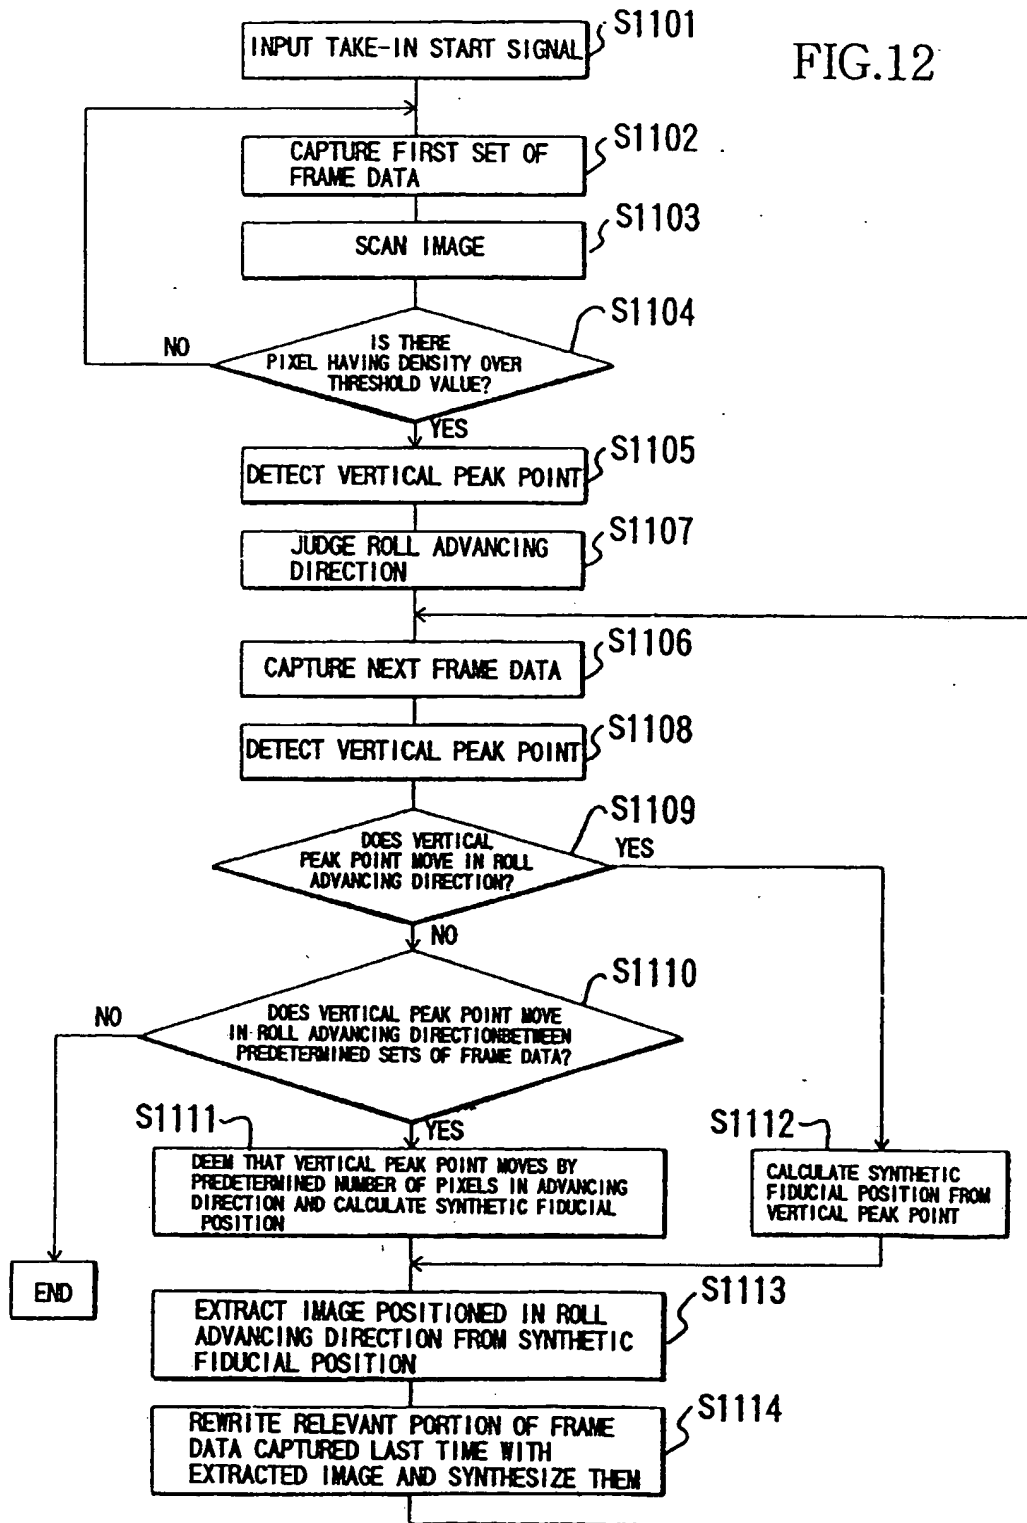 FIG.12
S1101
INPUT TAKE-IN START SIGNAL
S1102
CAPTURE FIRST SET OF
FRAME DATA
S1103
SCAN IMAGE
S1104
IS THERE
PIXEL HAVING DENSITY OVER
THRESHOLD VALUE?
NO
YES
S1105
DETECT VERTICAL PEAK POINT
S1107
JUDGE ROLL ADVANCING
DIRECTION
S1106
CAPTURE NEXT FRAME DATA
S1108
DETECT VERTICAL PEAK POINT
S1109
DOES VERTICAL
PEAK POINT MOVE IN ROLL
ADVANCING DIRECTION?
YES
NO
S1110
DOES VERTICAL PEAK POINT MOVE
IN ROLL ADVANCING DIRECTIONBETWEEN
PREDETERMINED SETS OF FRAME DATA?
NO
YES
S1111
DEEM THAT VERTICAL PEAK POINT MOVES BY
PREDETERMINED NUMBER OF PIXELS IN ADVANCING
DIRECTION AND CALCULATE SYNTHETIC FIDUCIAL
POSITION
S1112
CALCULATE SYNTHETIC
FIDUCIAL POSITION FROM
VERTICAL PEAK POINT
END
S1113
EXTRACT IMAGE POSITIONED IN ROLL
ADVANCING DIRECTION FROM SYNTHETIC
FIDUCIAL POSITION
S1114
REWRITE RELEVANT PORTION OF FRAME
DATA CAPTURED LAST TIME WITH
EXTRACTED IMAGE AND SYNTHESIZE THEM